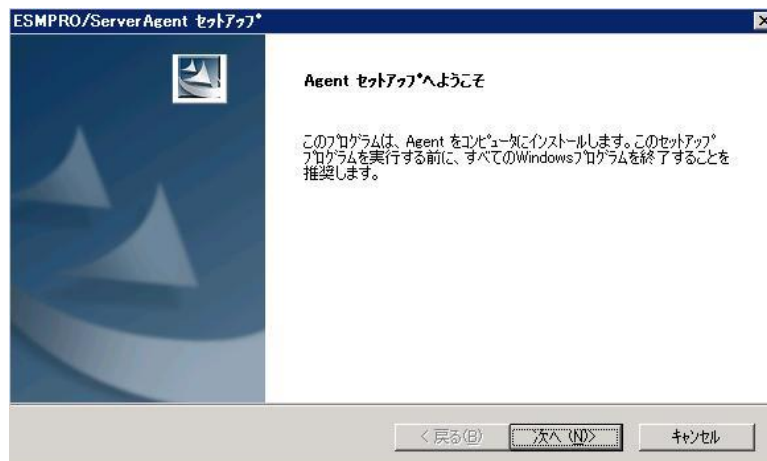 ESMPRO/ServerAgent ｾｯﾄｱｯﾌﾟ
Agent ｾｯﾄｱｯﾌﾟへようこそ
このﾌﾟﾛｸﾞﾗﾑは、Agent をｺﾝﾋﾟｭｰﾀにｲﾝｽﾄｰﾙします。このｾｯﾄｱｯﾌﾟ
ﾌﾟﾛｸﾞﾗﾑを実行する前に、すべてのWindowsﾌﾟﾛｸﾞﾗﾑを終了することを
推奨します。
< 戻る(B)
次へ (N)>
ｷｬﾝｾﾙ